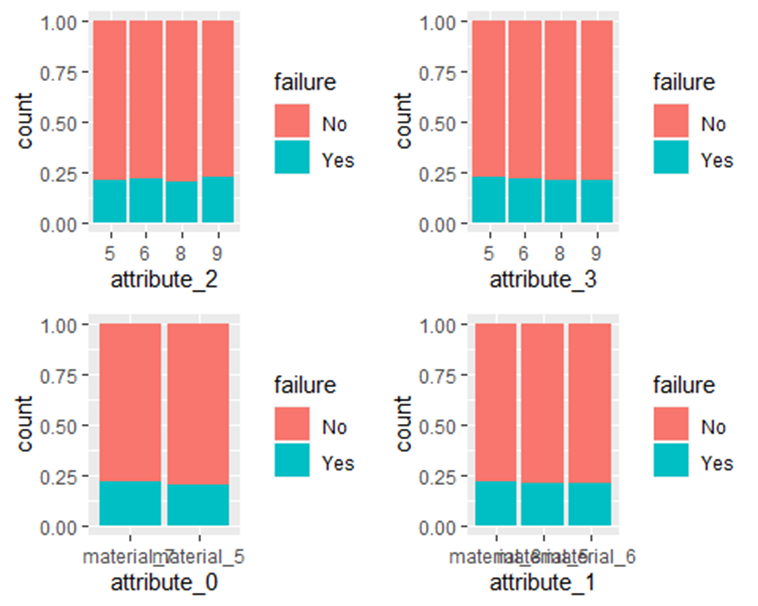 1.00
0.75
0.50
0.25
0.00
count
5 6 8 9
attribute_2
failure
No
Yes
1.00
0.75
0.50
0.25
0.00
count
5 6 8 9
attribute_3
failure
No
Yes
1.00
0.75
0.50
0.25
0.00
count
material_7 material_5
attribute_0
failure
No
Yes
1.00
0.75
0.50
0.25
0.00
count
material_8 material_5 material_6
attribute_1
failure
No
Yes